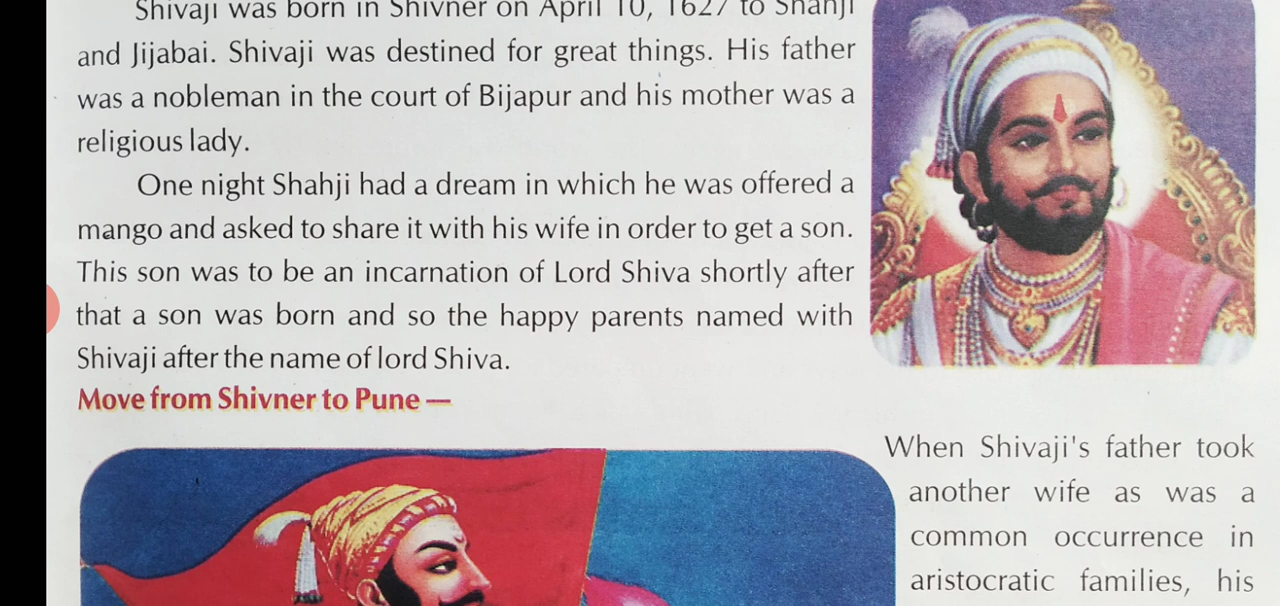 Shivaji was born in Shivner on April 10, 1627 to Shahji
and Jijabai. Shivaji was destined for great things. His father
was a nobleman in the court of Bijapur and his mother was a
religious lady.
One night Shahji had a dream in which he was offered a
mango and asked to share it with his wife in order to get a son.
This son was to be an incarnation of Lord Shiva shortly after
that a son was born and so the happy parents named with
Shivaji after the name of lord Shiva.
Move from Shivner to Pune —
When Shivaji's father took
another wife as was a
common occurrence in
aristocratic families, his